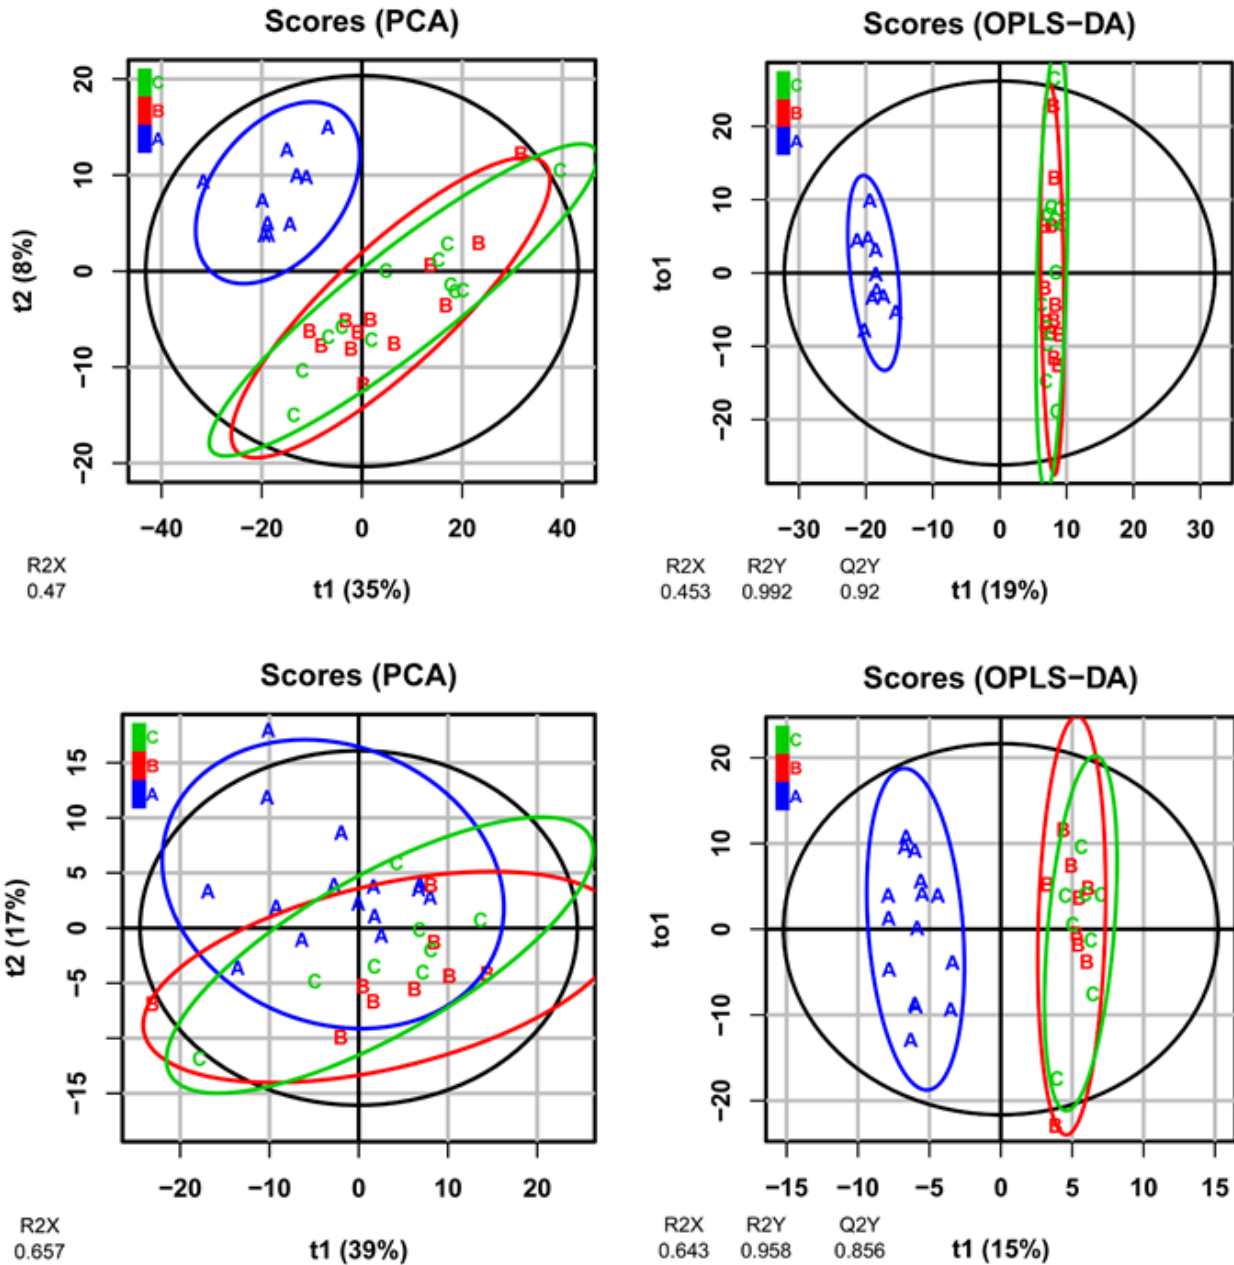 Scores (PCA)
C
B
A
20
10
0
−10
−20
t2 (8%)
−40 −20 0 20 40
R2X
0.47
t1 (35%)
Scores (OPLS−DA)
C
B
A
20
10
0
−10
−20
to1
−30 −20 −10 0 10 20 30
R2X R2Y Q2Y
0.453 0.992 0.92
t1 (19%)
Scores (PCA)
C
B
A
15
10
5
0
−5
−15
t2 (17%)
−20 −10 0 10 20
R2X
0.657
t1 (39%)
Scores (OPLS−DA)
C
B
A
20
10
0
−10
−20
to1
−15 −10 −5 0 5 10 15
R2X R2Y Q2Y
0.643 0.958 0.856
t1 (15%)